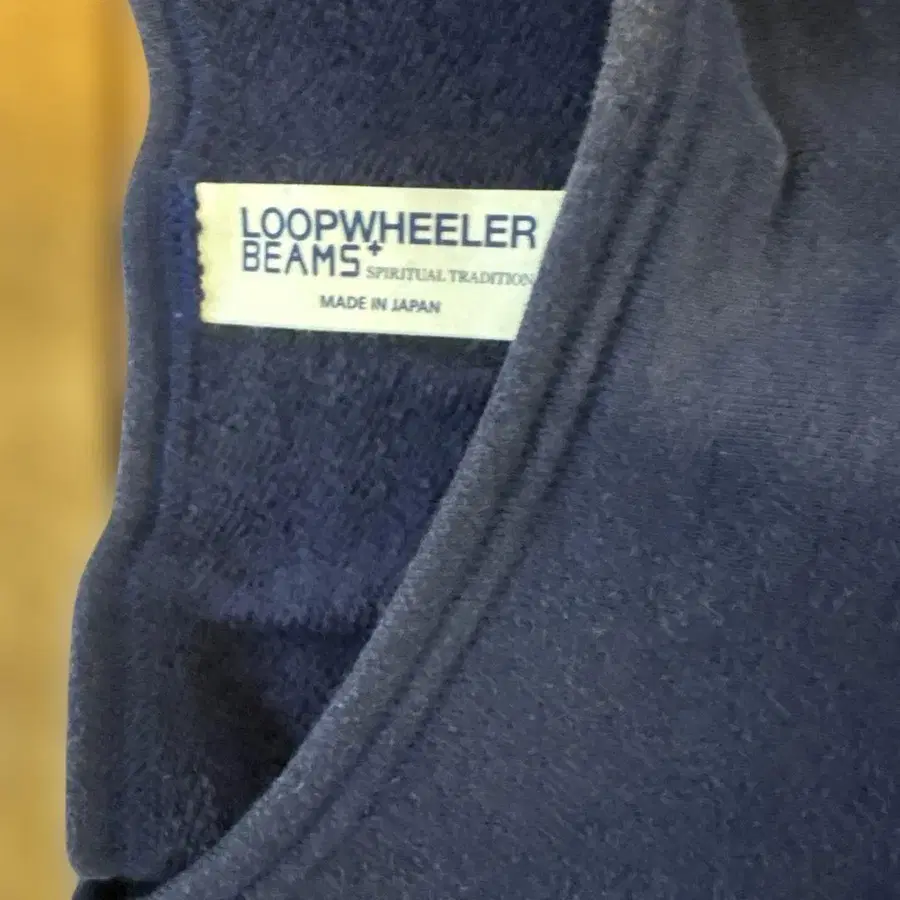 LOOPWHEELER
BEAMS+
SPIRITUAL TRADITION
MADE IN JAPAN